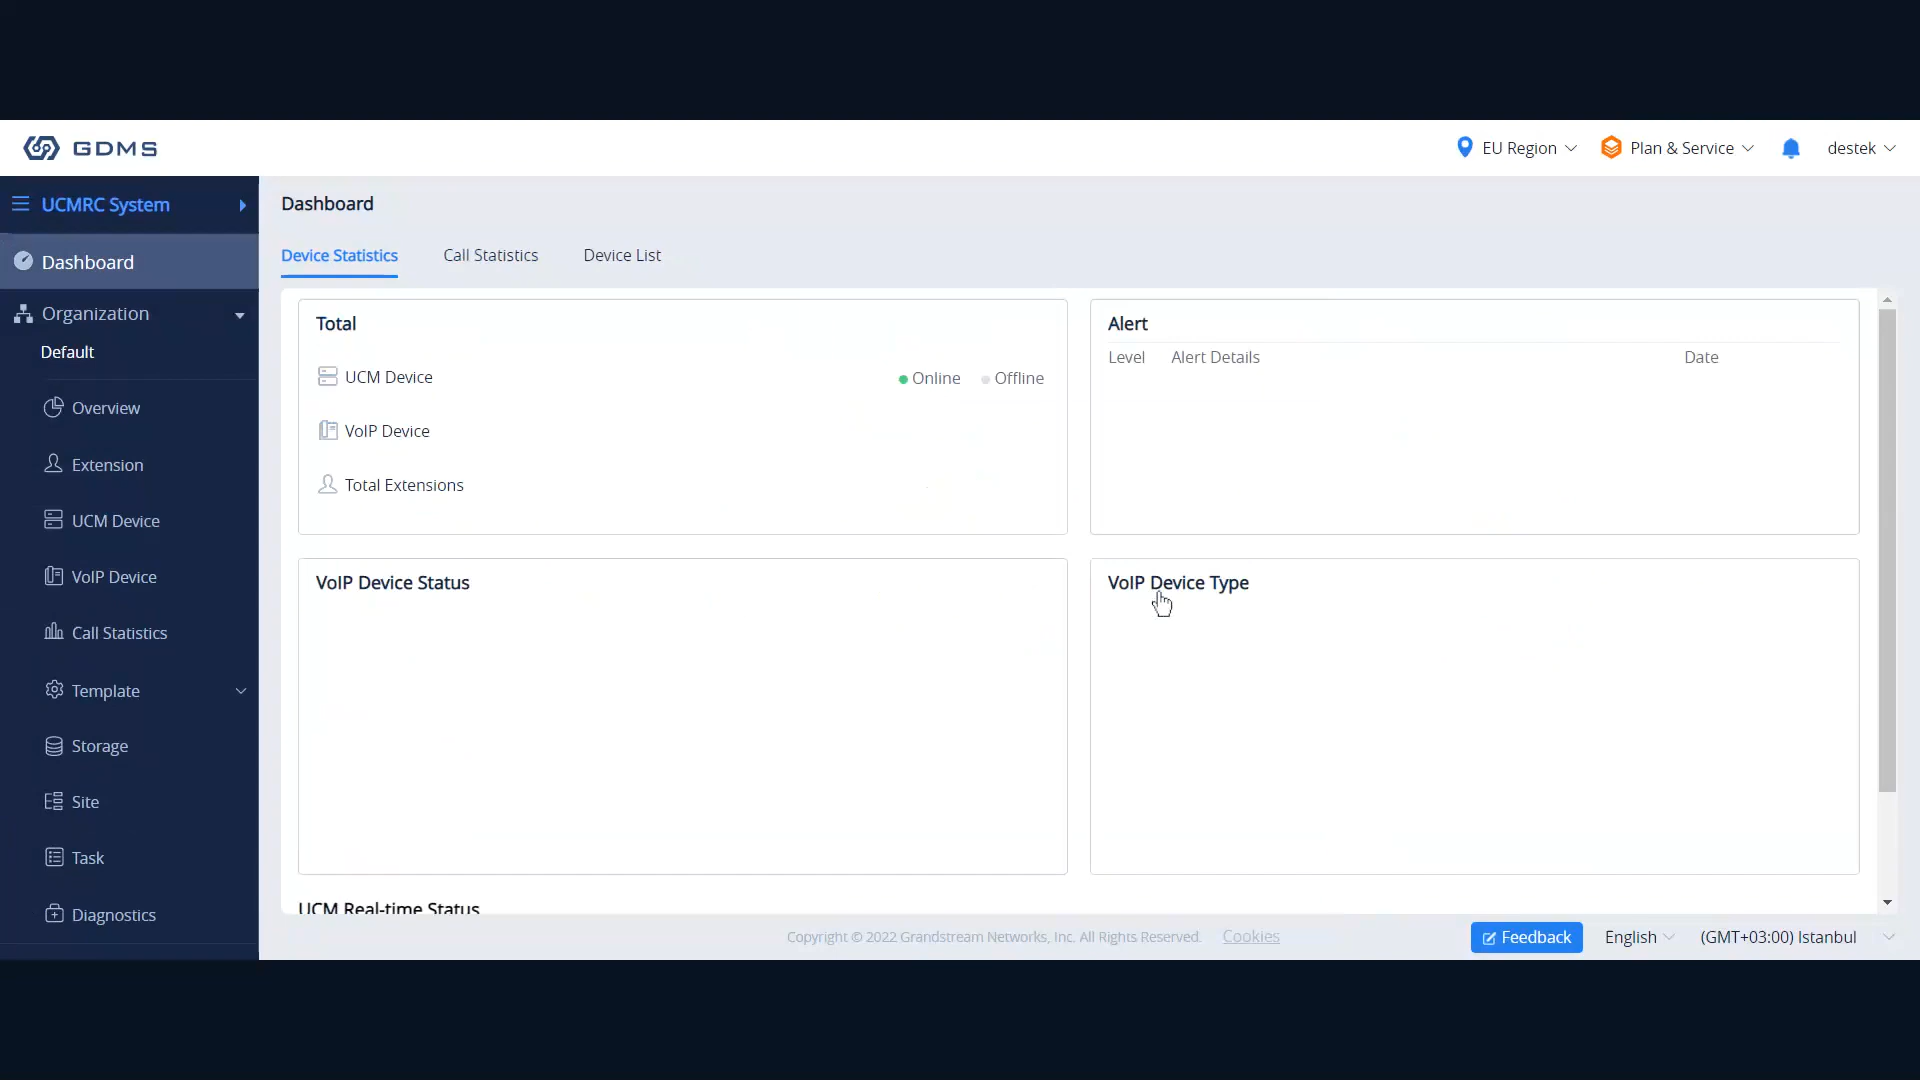 GDMS
EU Region
Plan & Service
destek
UCMRC System
Dashboard
Organization
Default
Overview
Extension
UCM Device
VoIP Device
Call Statistics
Template
Storage
Site
Task
Diagnostics
Dashboard
Device Statistics
Call Statistics
Device List
Total
UCM Device
Online
Offline
VoIP Device
Total Extensions
Alert
Level
Alert Details
Date
VoIP Device Status
VoIP Device Type
UCM Real-time Status
Copyright © 2022 Grandstream Networks, Inc. All Rights Reserved.
Cookies
Feedback
English
(GMT+03:00) Istanbul